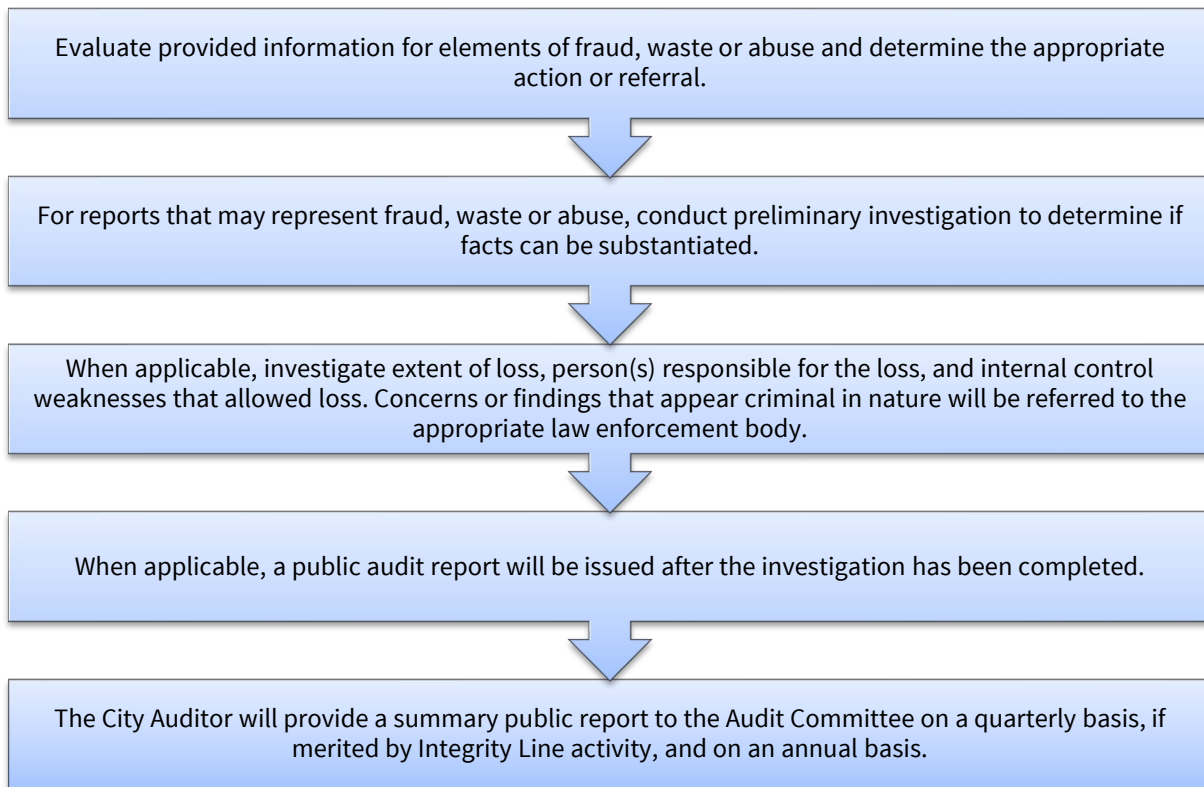 Evaluate provided information for elements of fraud, waste or abuse and determine the appropriate
action or referral.
For reports that may represent fraud, waste or abuse, conduct preliminary investigation to determine if
facts can be substantiated.
When applicable, investigate extent of loss, person(s) responsible for the loss, and internal control
weaknesses that allowed loss. Concerns or findings that appear criminal in nature will be referred to the
appropriate law enforcement body.
When applicable, a public audit report will be issued after the investigation has been completed.
The City Auditor will provide a summary public report to the Audit Committee on a quarterly basis, if
merited by Integrity Line activity, and on an annual basis.